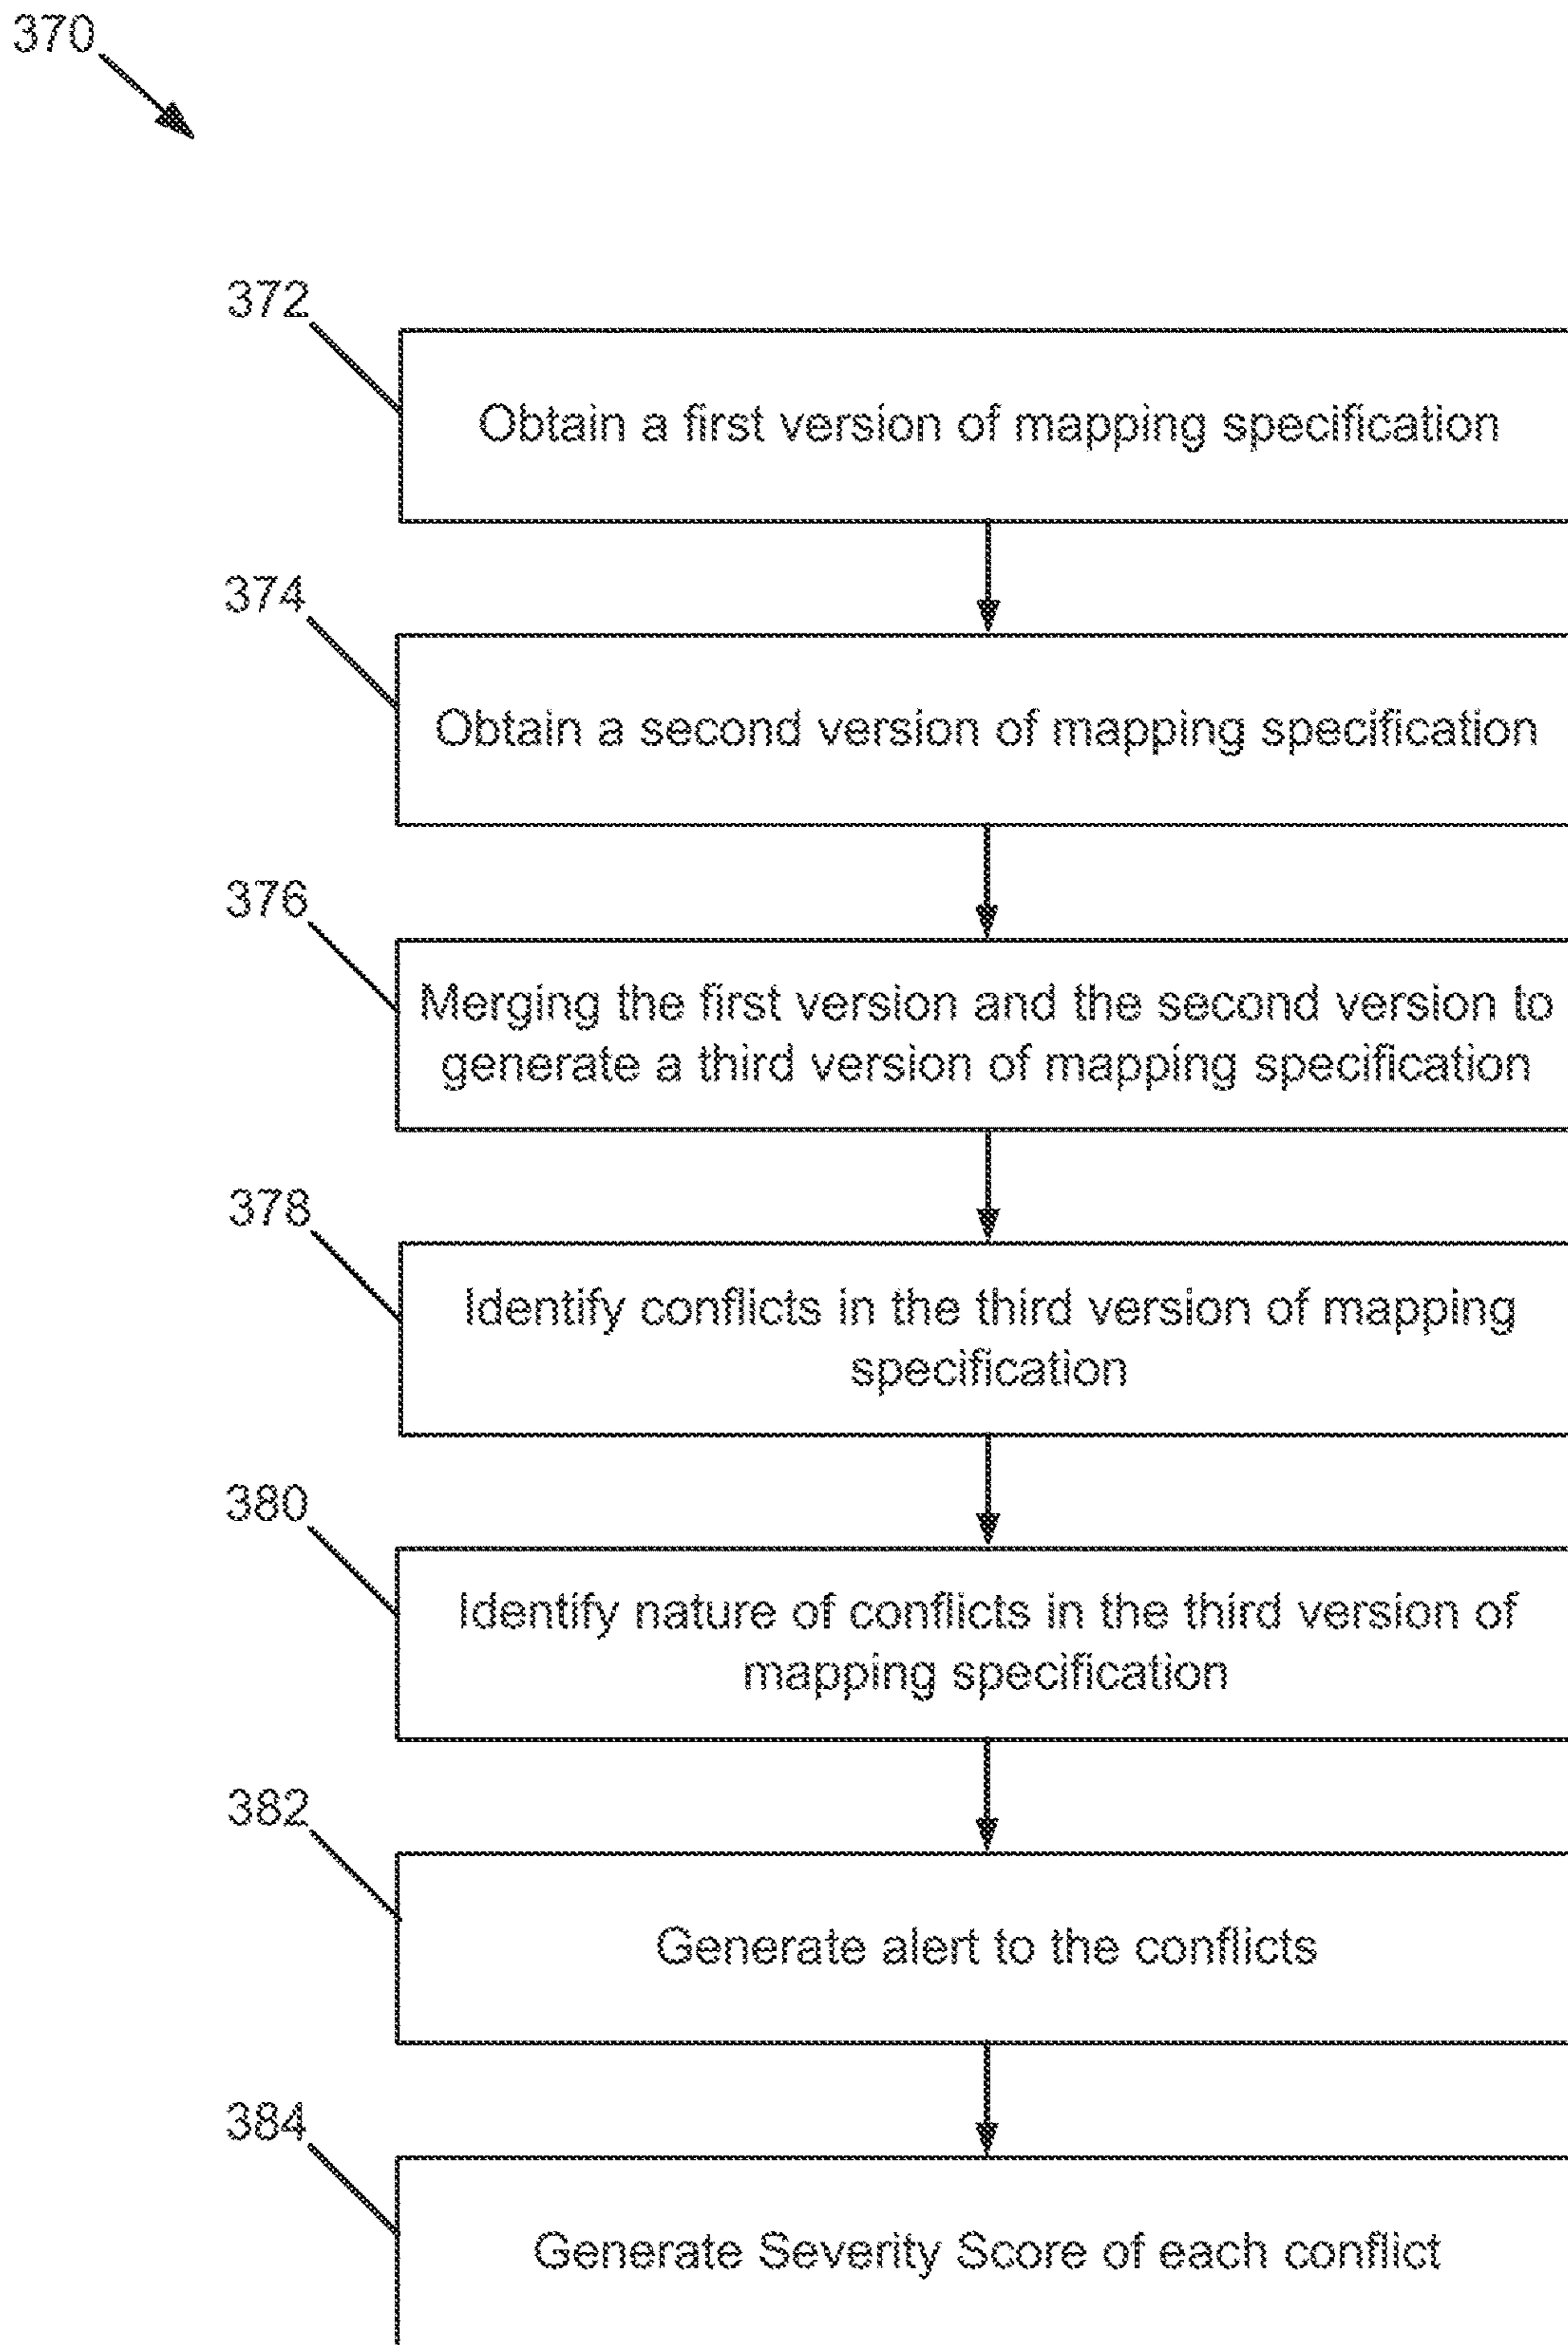 370
372
Obtain a first version of mapping specification
374
Obtain a second version of mapping specification
376
Merging the first version and the second version to
generate a third version of mapping specification
378
Identify conflicts in the third version of mapping
specification
380
Identify nature of conflicts in the third version of
mapping specification
382
Generate alert to the conflicts
384
Generate Severity Score of each conflict